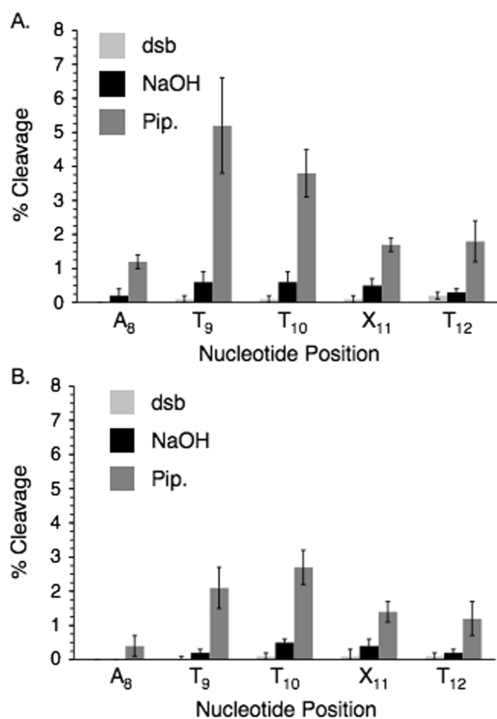 A.
8
7
6
5
4
3
2
1
0
% Cleavage
dsb
NaOH
Pip.
A8 T9 T10 X11 T12
Nucleotide Position
B.
8
7
6
5
4
3
2
1
0
% Cleavage
dsb
NaOH
Pip.
A8 T9 T10 X11 T12
Nucleotide Position